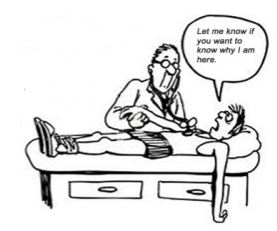 Let me know if
you want to
know why I am
here.